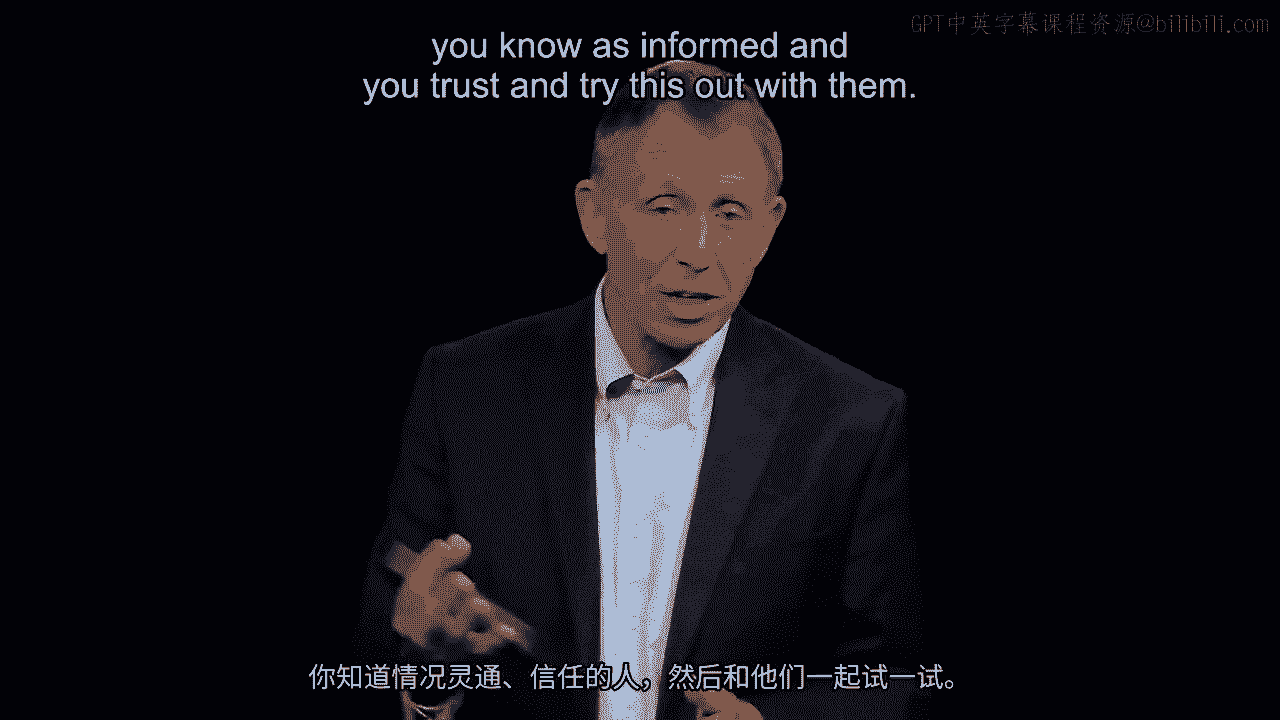 GPT中英字幕课程资源@bilibili.com
you know as informed and
you trust and try this out with them.
你知道情况灵通、信任的人，然后和他们一起试一试。